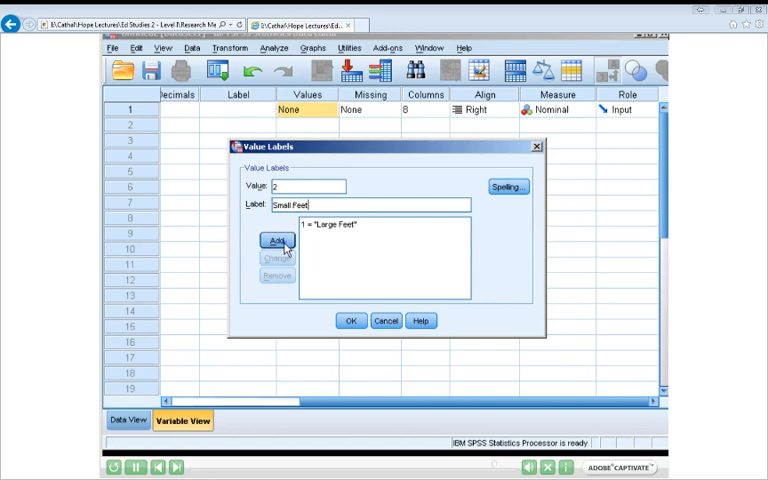 E:\Cathal\Hope Lectures\Ed Studies 2 - Level I\Research Me
E:\Cathal\Hope Lectures\Ed St...
File Edit View Data Transform Analyze Graphs Utilities Add-ons Window Help
Decimals Label Values Missing Columns Align Measure Role
1 None None 8 Right Nominal Input
2
3
4
5
6
7
8
9
10
11
12
13
14
15
16
17
18
19
Value Labels
Value Labels
Value: 2
Spelling...
Label: Small Feet
1 = "Large Feet"
Add
Change
Remove
OK Cancel Help
Data View Variable View
IBM SPSS Statistics Processor is ready
ADOBE® CAPTIVATE™